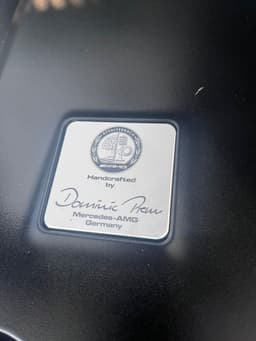 Handcrafted
by
Dominic
Mercedes-AMG
Germany